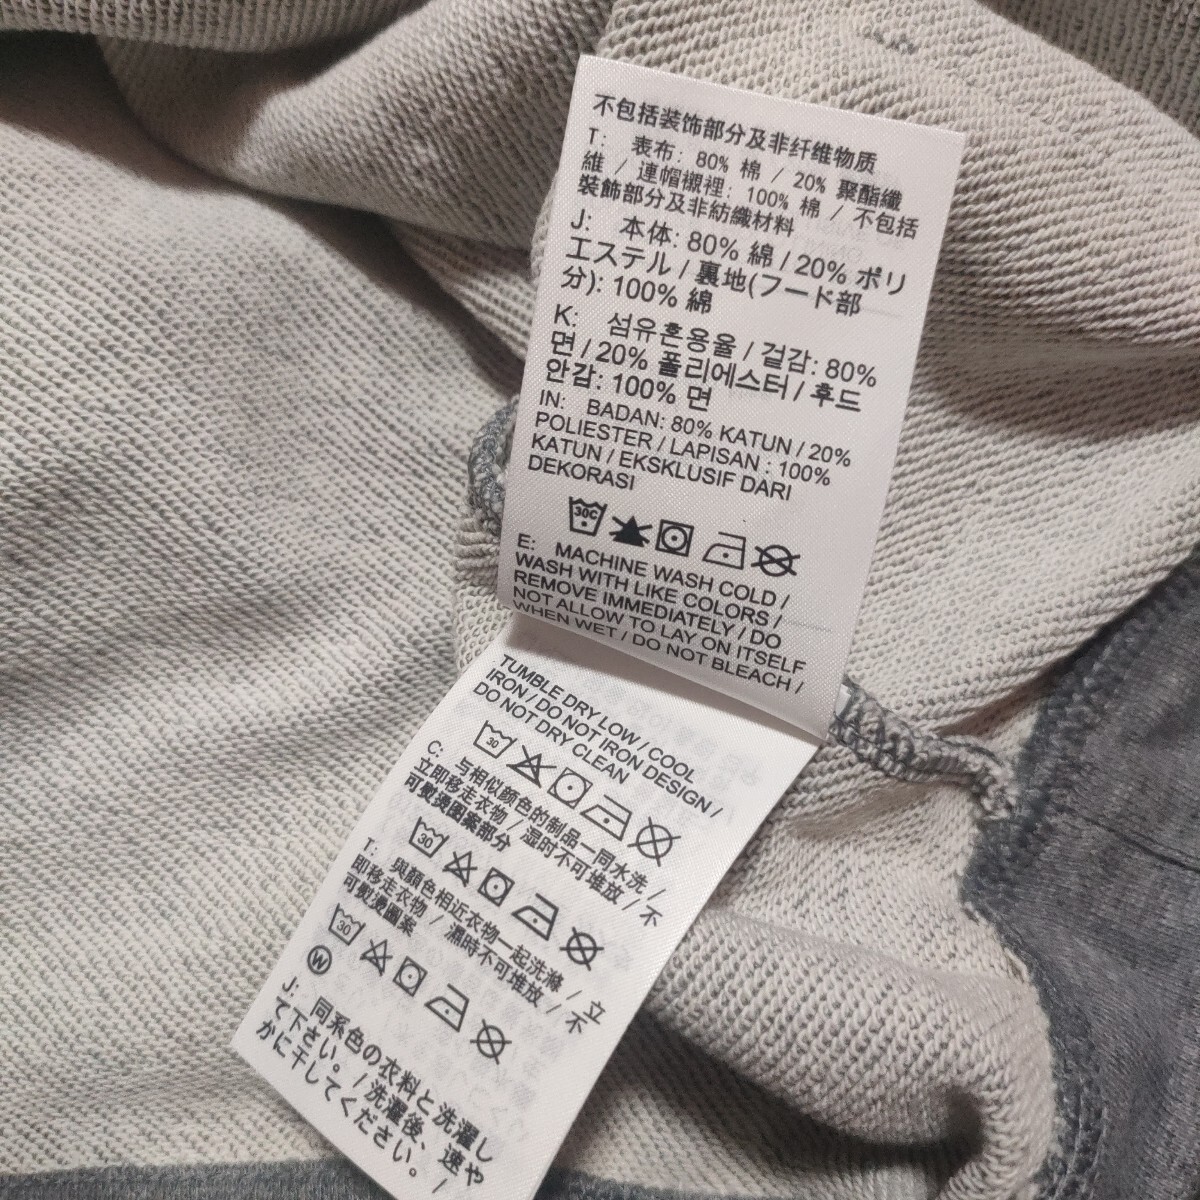 不包括装饰部分及非纤维物质
T: 表布: 80% 棉 / 20% 聚酯纖
維 / 連帽襯裡: 100% 棉 / 不包括
裝飾部分及非紡織材料
J: 本体: 80% 綿 / 20% ポリ
エステル / 裏地(フード部
分): 100% 綿
K: 섬유혼용율 / 겉감: 80%
면 / 20% 폴리에스터 / 후드
안감: 100% 면
IN: BADAN: 80% KATUN / 20%
POLIESTER / LAPISAN : 100%
KATUN / EKSKLUSIF DARI
DEKORASI
30C
E: MACHINE WASH COLD /
WASH WITH LIKE COLORS /
REMOVE IMMEDIATELY / DO
NOT ALLOW TO LAY ON ITSELF
WHEN WET / DO NOT BLEACH /
TUMBLE DRY LOW / COOL
IRON / DO NOT IRON DESIGN /
DO NOT DRY CLEAN
30
C: 与相似颜色的制品一同水洗 /
立即移走衣物 / 湿时不可堆放 / 不
可熨烫图案部分
30
T: 與顏色相近衣物一起洗滌 / 立
即移走衣物 / 濕時不可堆放 / 不
可熨燙圖案
30
W
J: 同系色の衣料と洗濯し
て下さい。 / 洗濯後、速や
かに干してください。 /